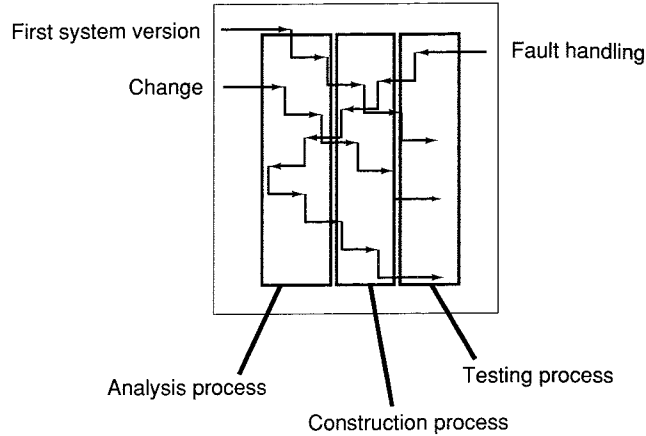 First system version
Fault handling
Change
Analysis process
Testing process
Construction process